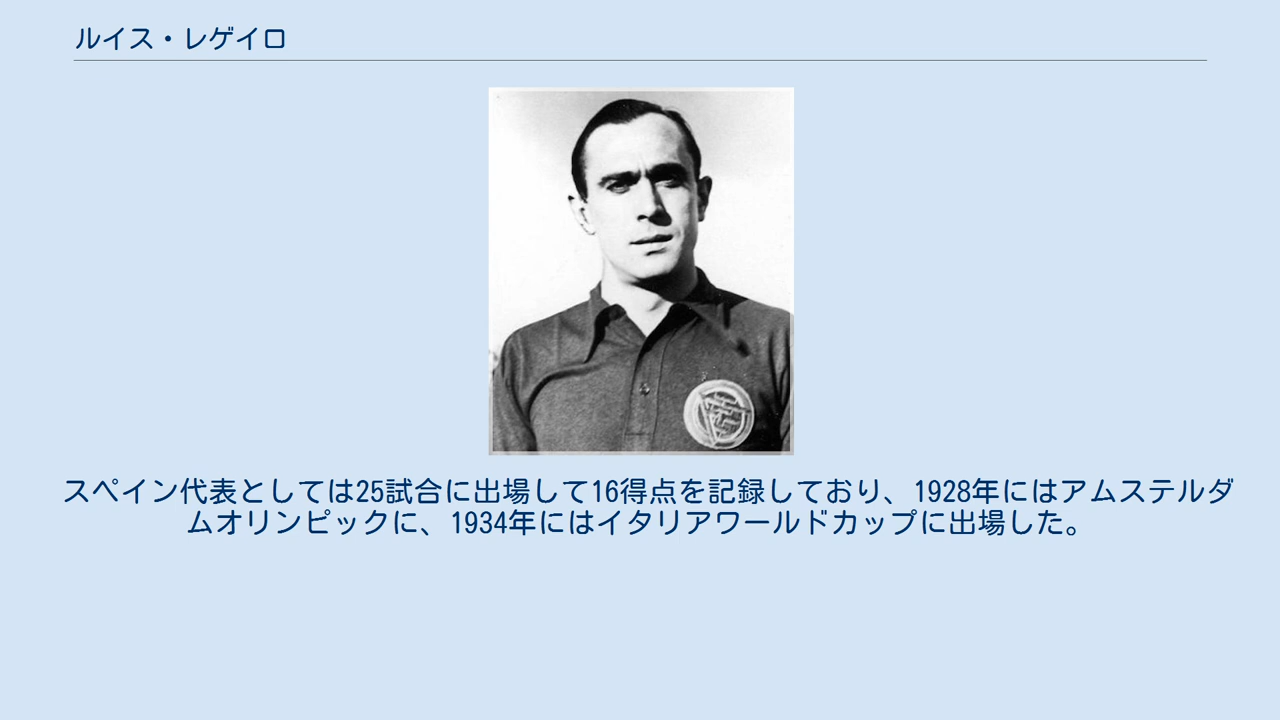 ルイス・レゲイロ
スペイン代表としては25試合に出場して16得点を記録しており、1928年にはアムステルダ
ムオリンピックに、1934年にはイタリアワールドカップに出場した。